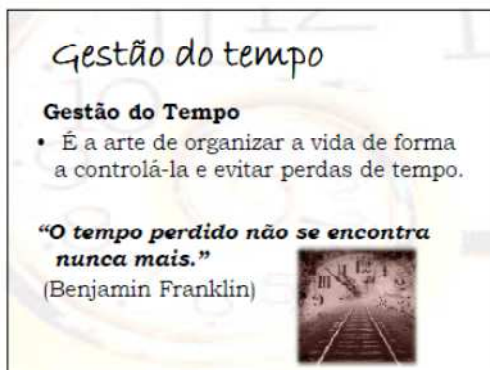 Gestão do tempo
Gestão do Tempo
• É a arte de organizar a vida de forma
a controlá-la e evitar perdas de tempo.
“O tempo perdido não se encontra
nunca mais.”
(Benjamin Franklin)